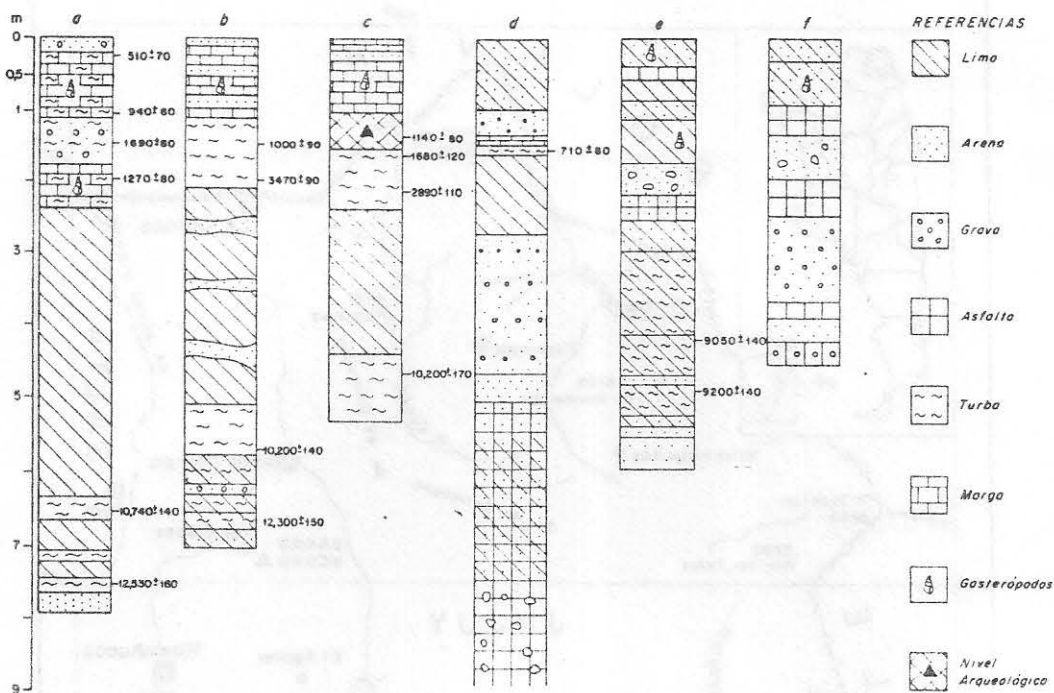 m
a
b
c
d
e
f
REFERENCIAS
0
0,5
1
3
5
7
9
510±70
940±60
1690±60
1270±80
10,740±140
12,530±160
1000±90
3470±90
10,200±140
12,300±150
1140±80
1680±120
2890±110
10,200±170
710±80
9050±140
9200±140
Limo
Arena
Grava
Asfalto
Turba
Marga
Gasterópodos
Nivel
Arqueológico